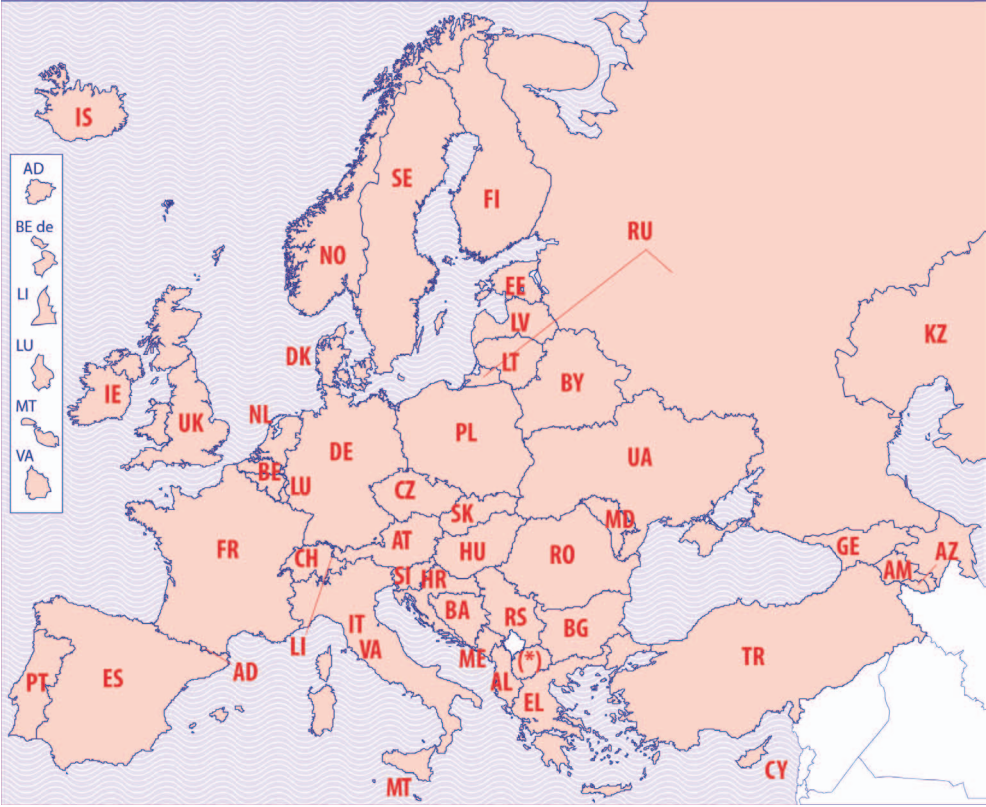 IS
AD
BE de
LI
LU
MT
VA
SE
FI
NO
RU
EE
LV
LT
DK
KZ
BY
IE
UK
NL
PL
DE
UA
BE
LU
CZ
SK
MD
FR
CH
AT
HU
RO
GE
AZ
AM
SI
HR
BA
RS
BG
IT
VA
LI
ME
(*)
TR
PT
ES
AD
AL
EL
MT
CY